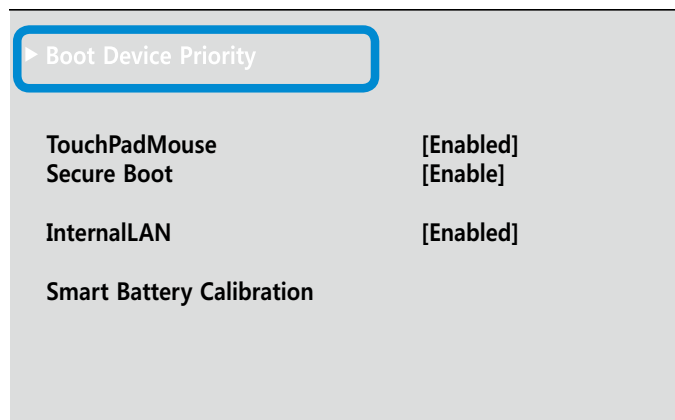 ▶ Boot Device Priority
TouchPadMouse [Enabled]
Secure Boot [Enable]
InternalLAN [Enabled]
Smart Battery Calibration